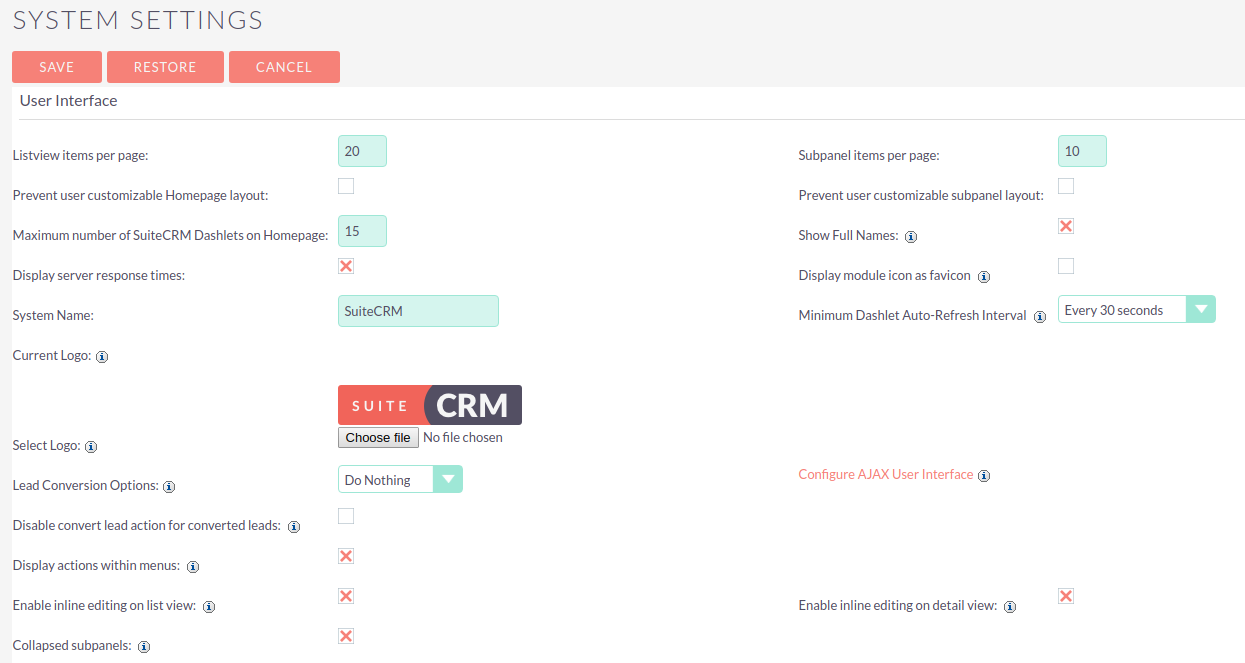 SYSTEM SETTINGS
SAVE RESTORE CANCEL
User Interface
Listview items per page: 20 Subpanel items per page: 10
Prevent user customizable Homepage layout: Prevent user customizable subpanel layout:
Maximum number of SuiteCRM Dashlets on Homepage: 15 Show Full Names: i
Display server response times: Display module icon as favicon i
System Name: SuiteCRM Minimum Dashlet Auto-Refresh Interval i Every 30 seconds
Current Logo: i
SUITE CRM
Choose file No file chosen
Select Logo: i
Lead Conversion Options: i Do Nothing Configure AJAX User Interface i
Disable convert lead action for converted leads: i
Display actions within menus: i
Enable inline editing on list view: i Enable inline editing on detail view: i
Collapsed subpanels: i